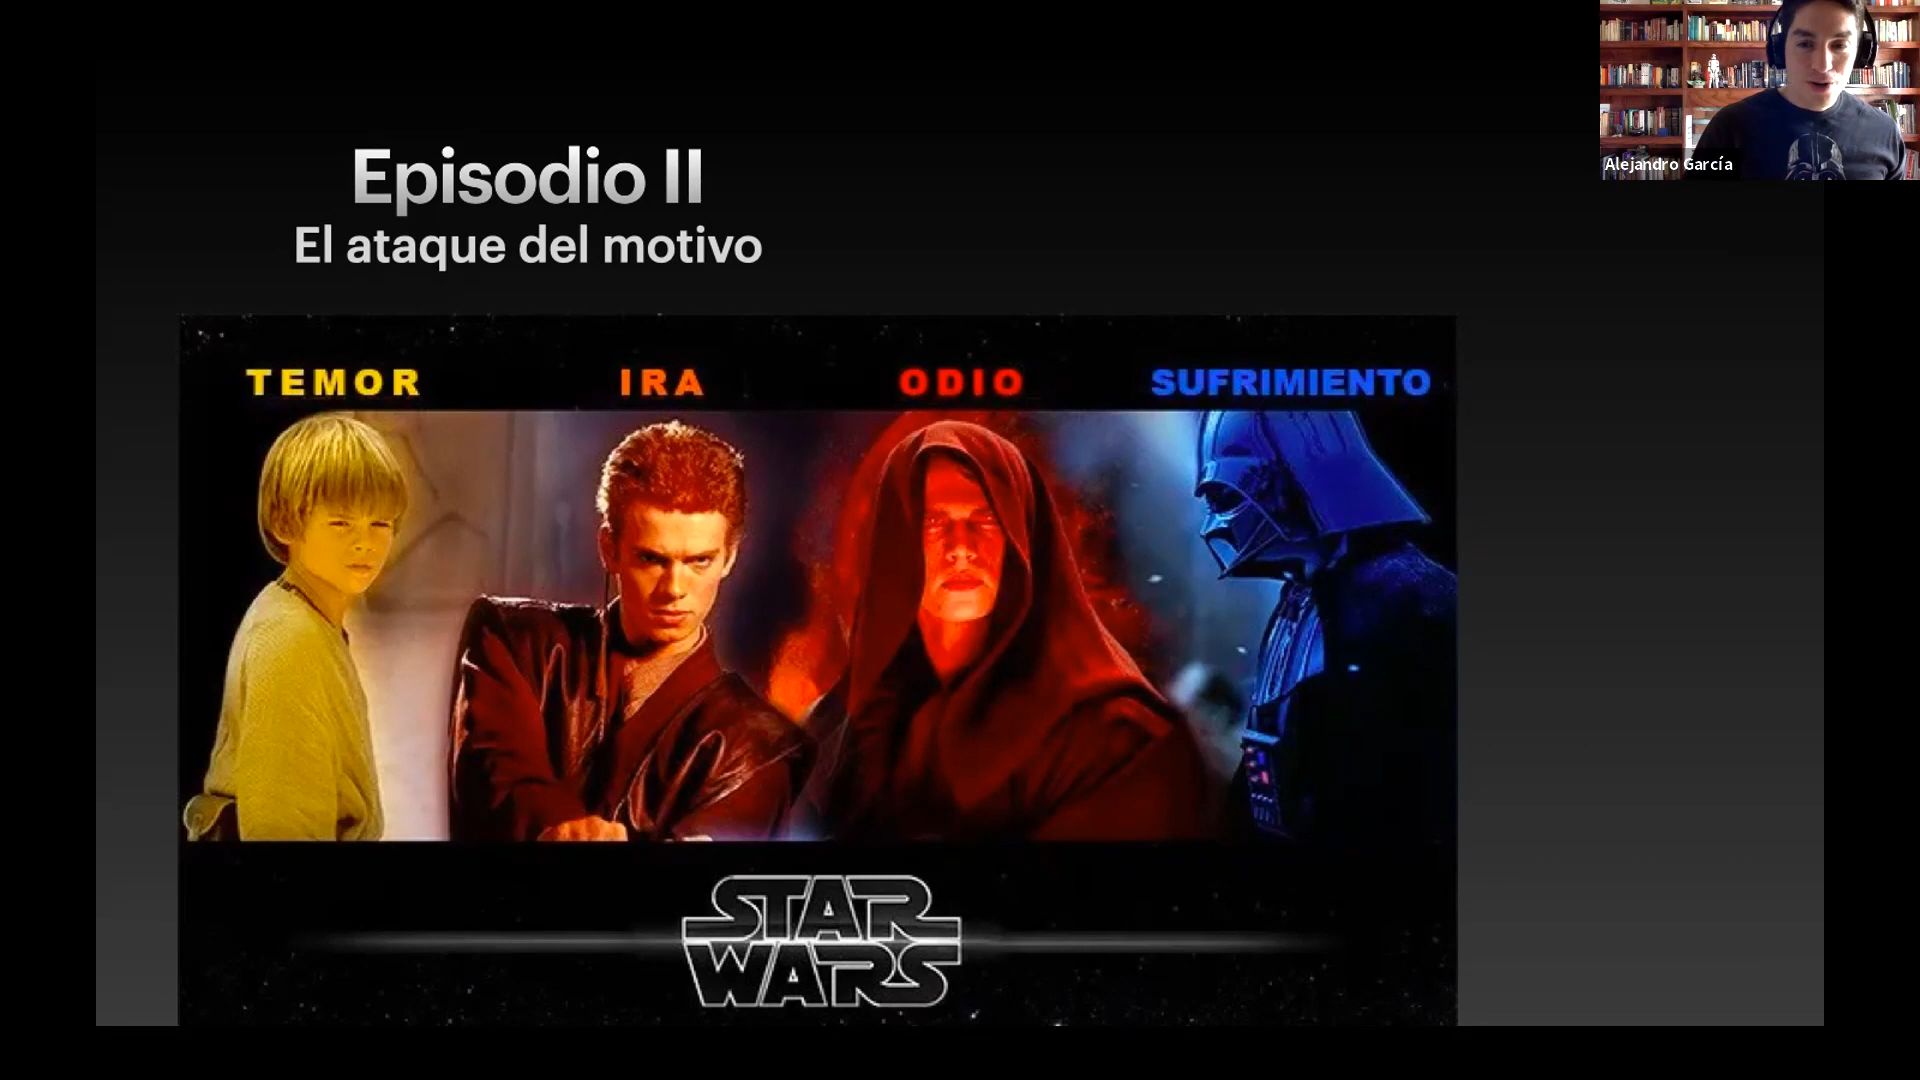 Episodio II
El ataque del motivo
Alejandro García
TEMOR IRA ODIO SUFRIMIENTO
STAR
WARS